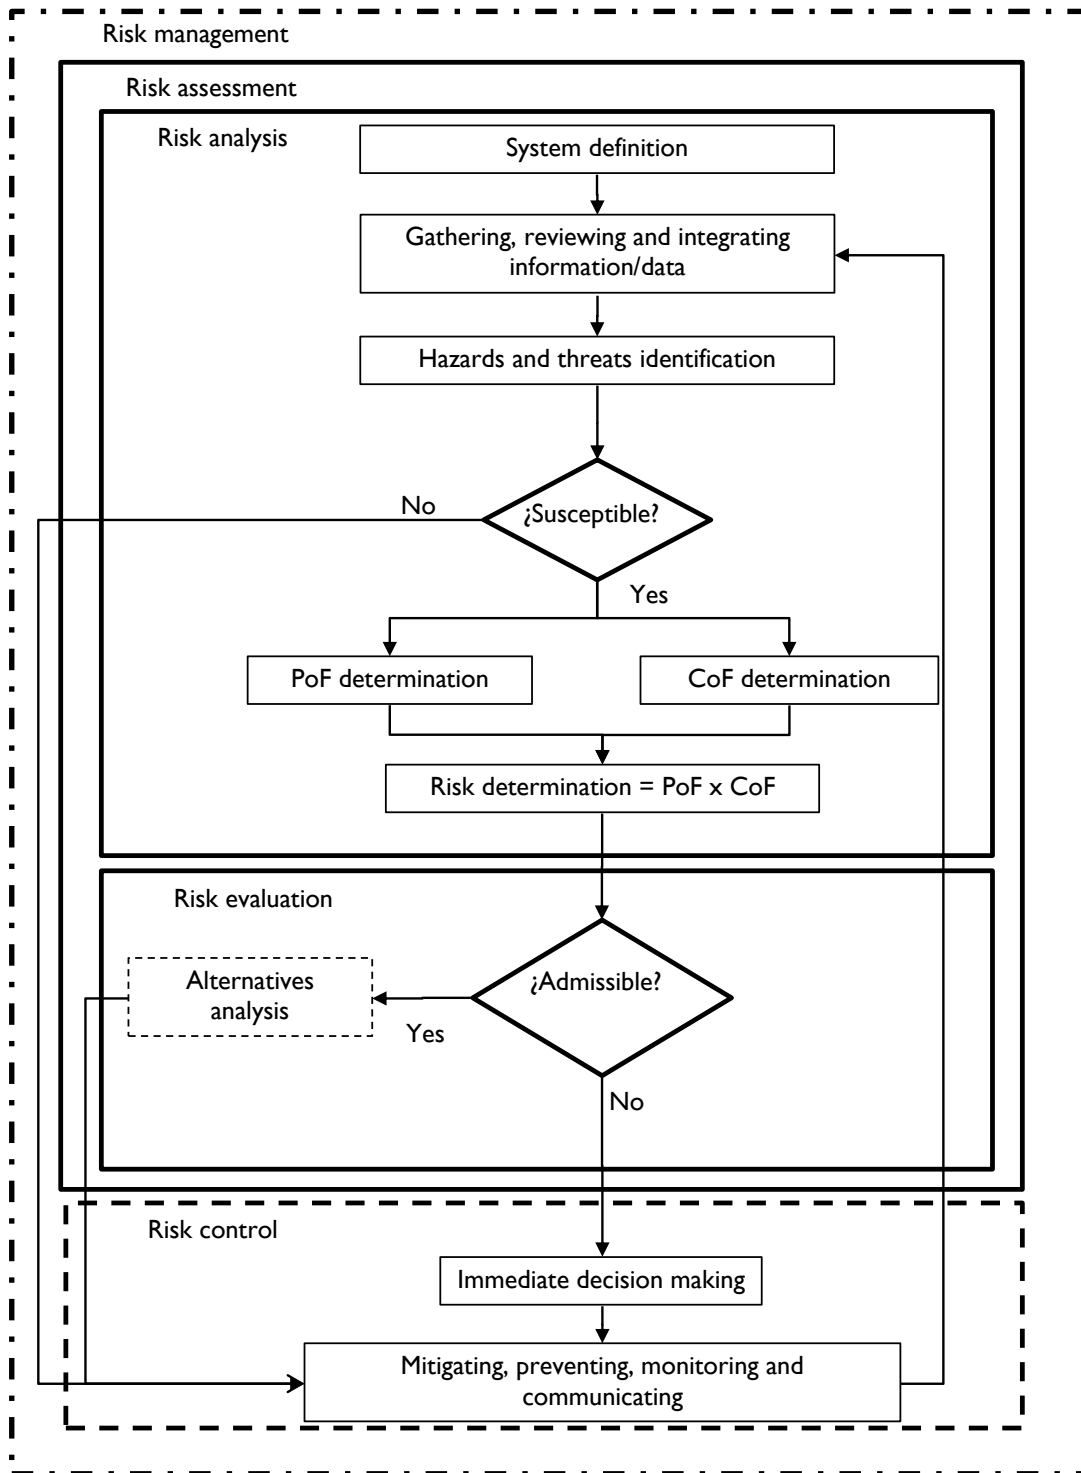 Risk management
Risk assessment
Risk analysis
System definition
Gathering, reviewing and integrating
information/data
Hazards and threats identification
No
¿Susceptible?
Yes
PoF determination
CoF determination
Risk determination = PoF x CoF
Risk evaluation
Alternatives
analysis
¿Admissible?
Yes
No
Risk control
Immediate decision making
Mitigating, preventing, monitoring and
communicating